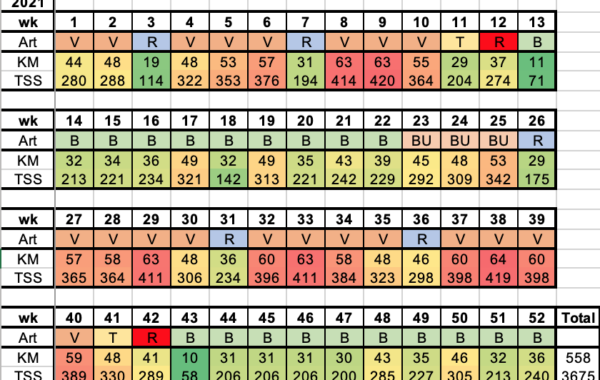 2021
wk 1 2 3 4 5 6 7 8 9 10 11 12 13
Art V V R V V V R V V V T R B
KM 44 48 19 48 53 57 31 63 63 55 29 37 11
TSS 280 288 114 322 353 376 194 414 420 364 204 274 71
wk 14 15 16 17 18 19 20 21 22 23 24 25 26
Art B B B B B B B B B BU BU BU R
KM 32 34 36 49 32 49 35 43 39 45 48 53 29
TSS 213 221 234 321 142 313 221 242 229 292 309 342 175
wk 27 28 29 30 31 32 33 34 35 36 37 38 39
Art V V V V R V V V V R V V V
KM 57 58 63 48 36 60 63 58 48 46 60 64 60
TSS 365 364 411 306 234 396 411 384 323 298 398 419 398
wk 40 41 42 43 44 45 46 47 48 49 50 51 52 Total
Art V T R B B B B B B B B B B
KM 59 48 41 10 31 31 31 30 43 35 46 32 36 558
TSS 389 330 289 58 206 206 206 200 285 227 305 213 240 3675